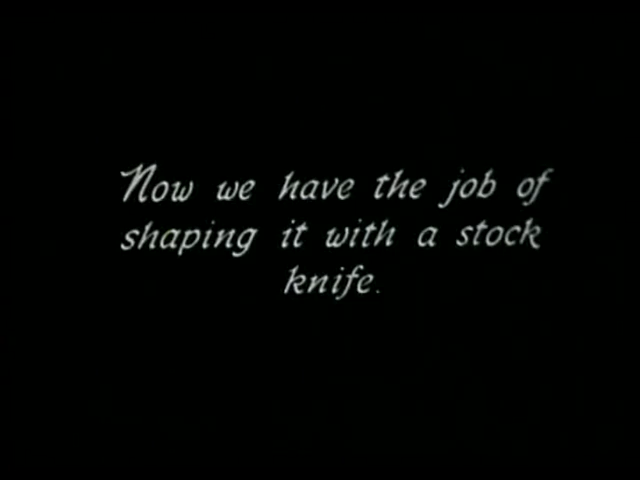 Now we have the job of
shaping it with a stock
knife.